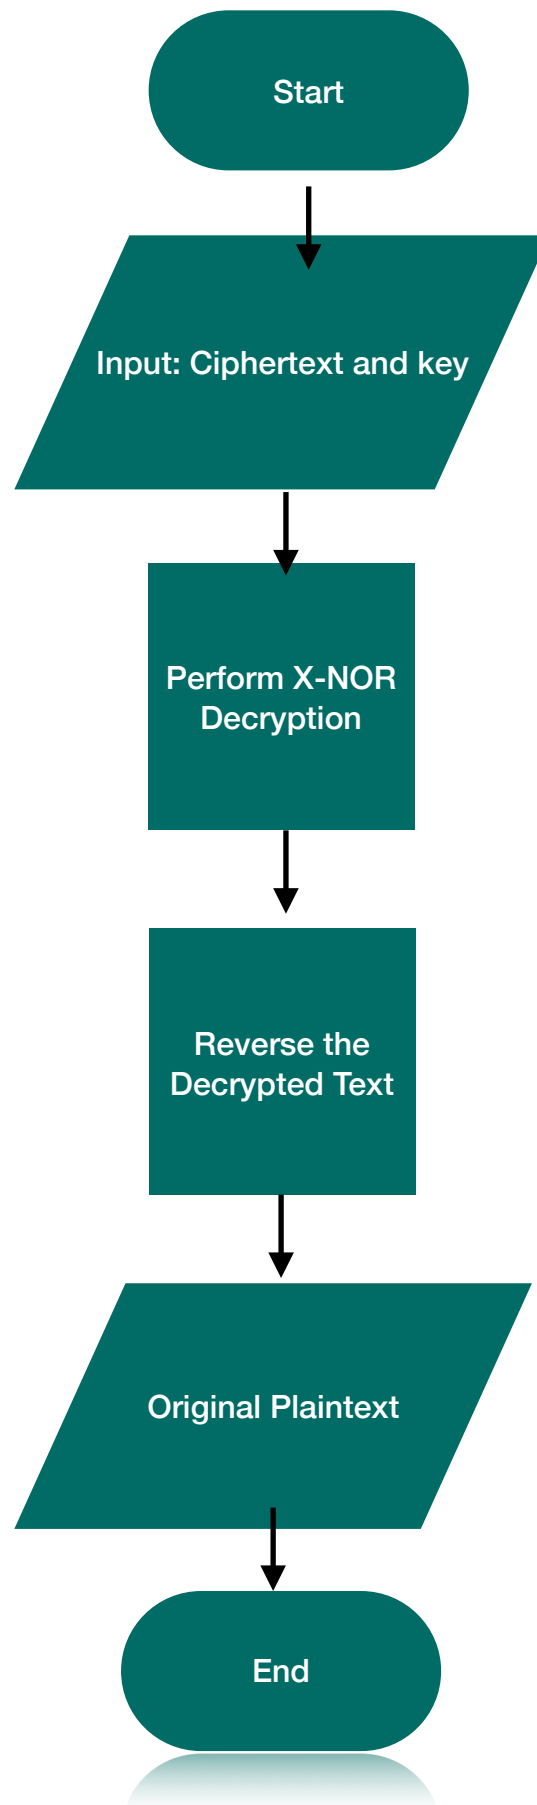 Start
Input: Ciphertext and key
Perform X-NOR
Decryption
Reverse the
Decrypted Text
Original Plaintext
End